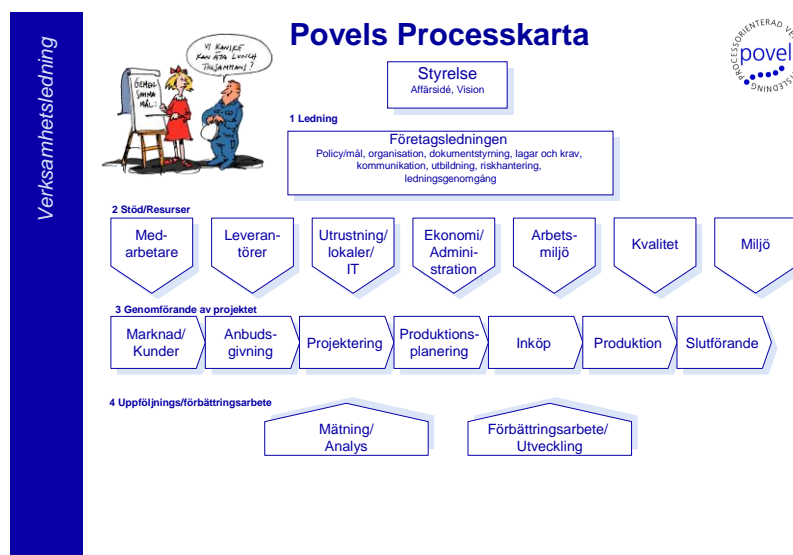 Verksamhetsledning
Povels Processkarta
VI KANSKE
KAN ÄTA LUNCH
TILLSAMMANS?
GEMEN-
SAMMA
MÅL:
povel
PROCESSORIENTERAD
Styrelse
Affärsidé, Vision
1 Ledning
Företagsledningen
Policy/mål, organisation, dokumentstyrning, lagar och krav,
kommunikation, utbildning, riskhantering,
ledningsgenomgång
2 Stöd/Resurser
Med-
arbetare
Leveran-
törer
Utrustning/
lokaler/
IT
Ekonomi/
Admini-
stration
Arbets-
miljö
Kvalitet
Miljö
3 Genomförande av projektet
Marknad/
Kunder
Anbuds-
givning
Projektering
Produktions-
planering
Inköp
Produktion
Slutförande
4 Uppföljnings/förbättringsarbete
Mätning/
Analys
Förbättringsarbete/
Utveckling